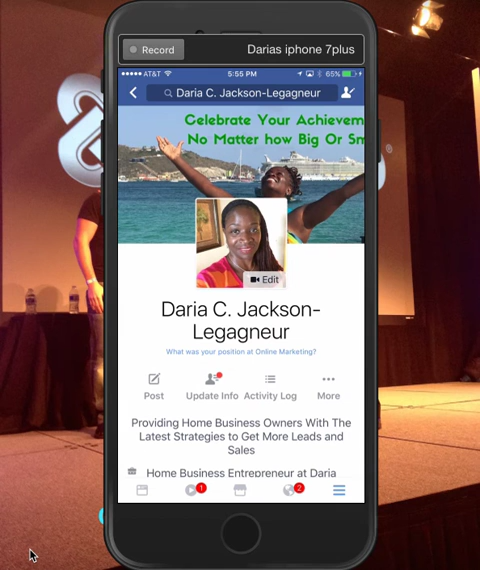 Record
Darias iphone 7plus
AT&T
5:55 PM
65%
Daria C. Jackson-Legagneur
Celebrate Your Achievem
No Matter how Big Or Sm
Edit
Daria C. Jackson-
Legagneur
What was your position at Online Marketing?
Post
Update Info
Activity Log
More
Providing Home Business Owners With The
Latest Strategies to Get More Leads and
Sales
Home Business Entrepreneur at Daria
1
2
®